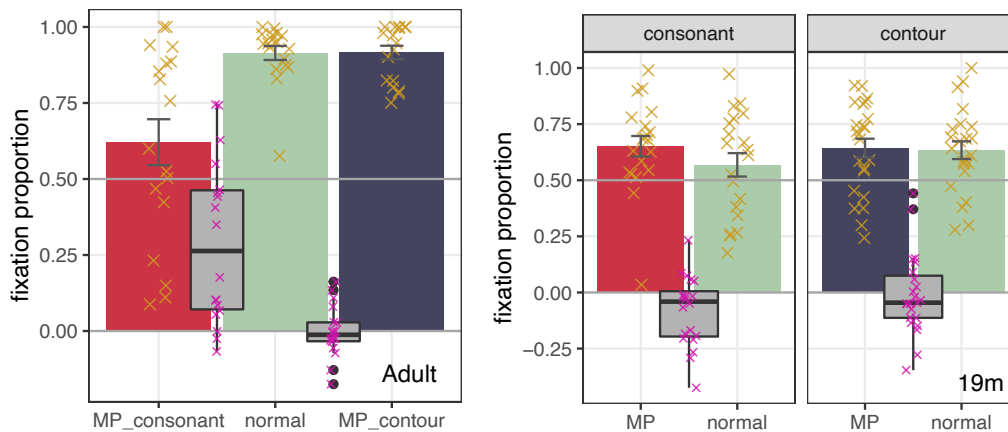 fixation proportion
1.00
0.75
0.50
0.25
0.00
Adult
MP_consonant normal MP_contour
consonant contour
fixation proportion
1.00
0.75
0.50
0.25
0.00
−0.25
19m
MP normal MP normal